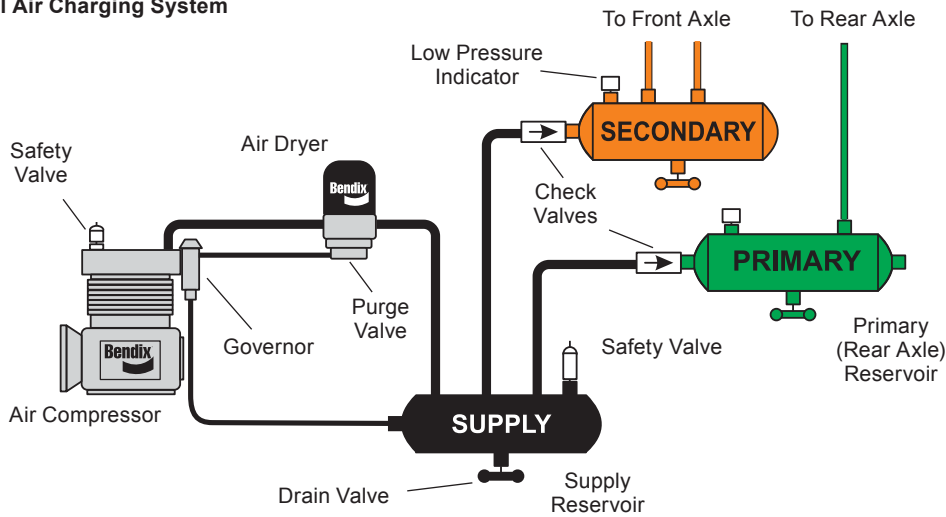 l Air Charging System
To Front Axle
To Rear Axle
Low Pressure
Indicator
SECONDARY
Air Dryer
Safety
Valve
Bendix
Check
Valves
PRIMARY
Purge
Valve
Governor
Safety Valve
Primary
(Rear Axle)
Reservoir
Bendix
Air Compressor
SUPPLY
Drain Valve
Supply
Reservoir